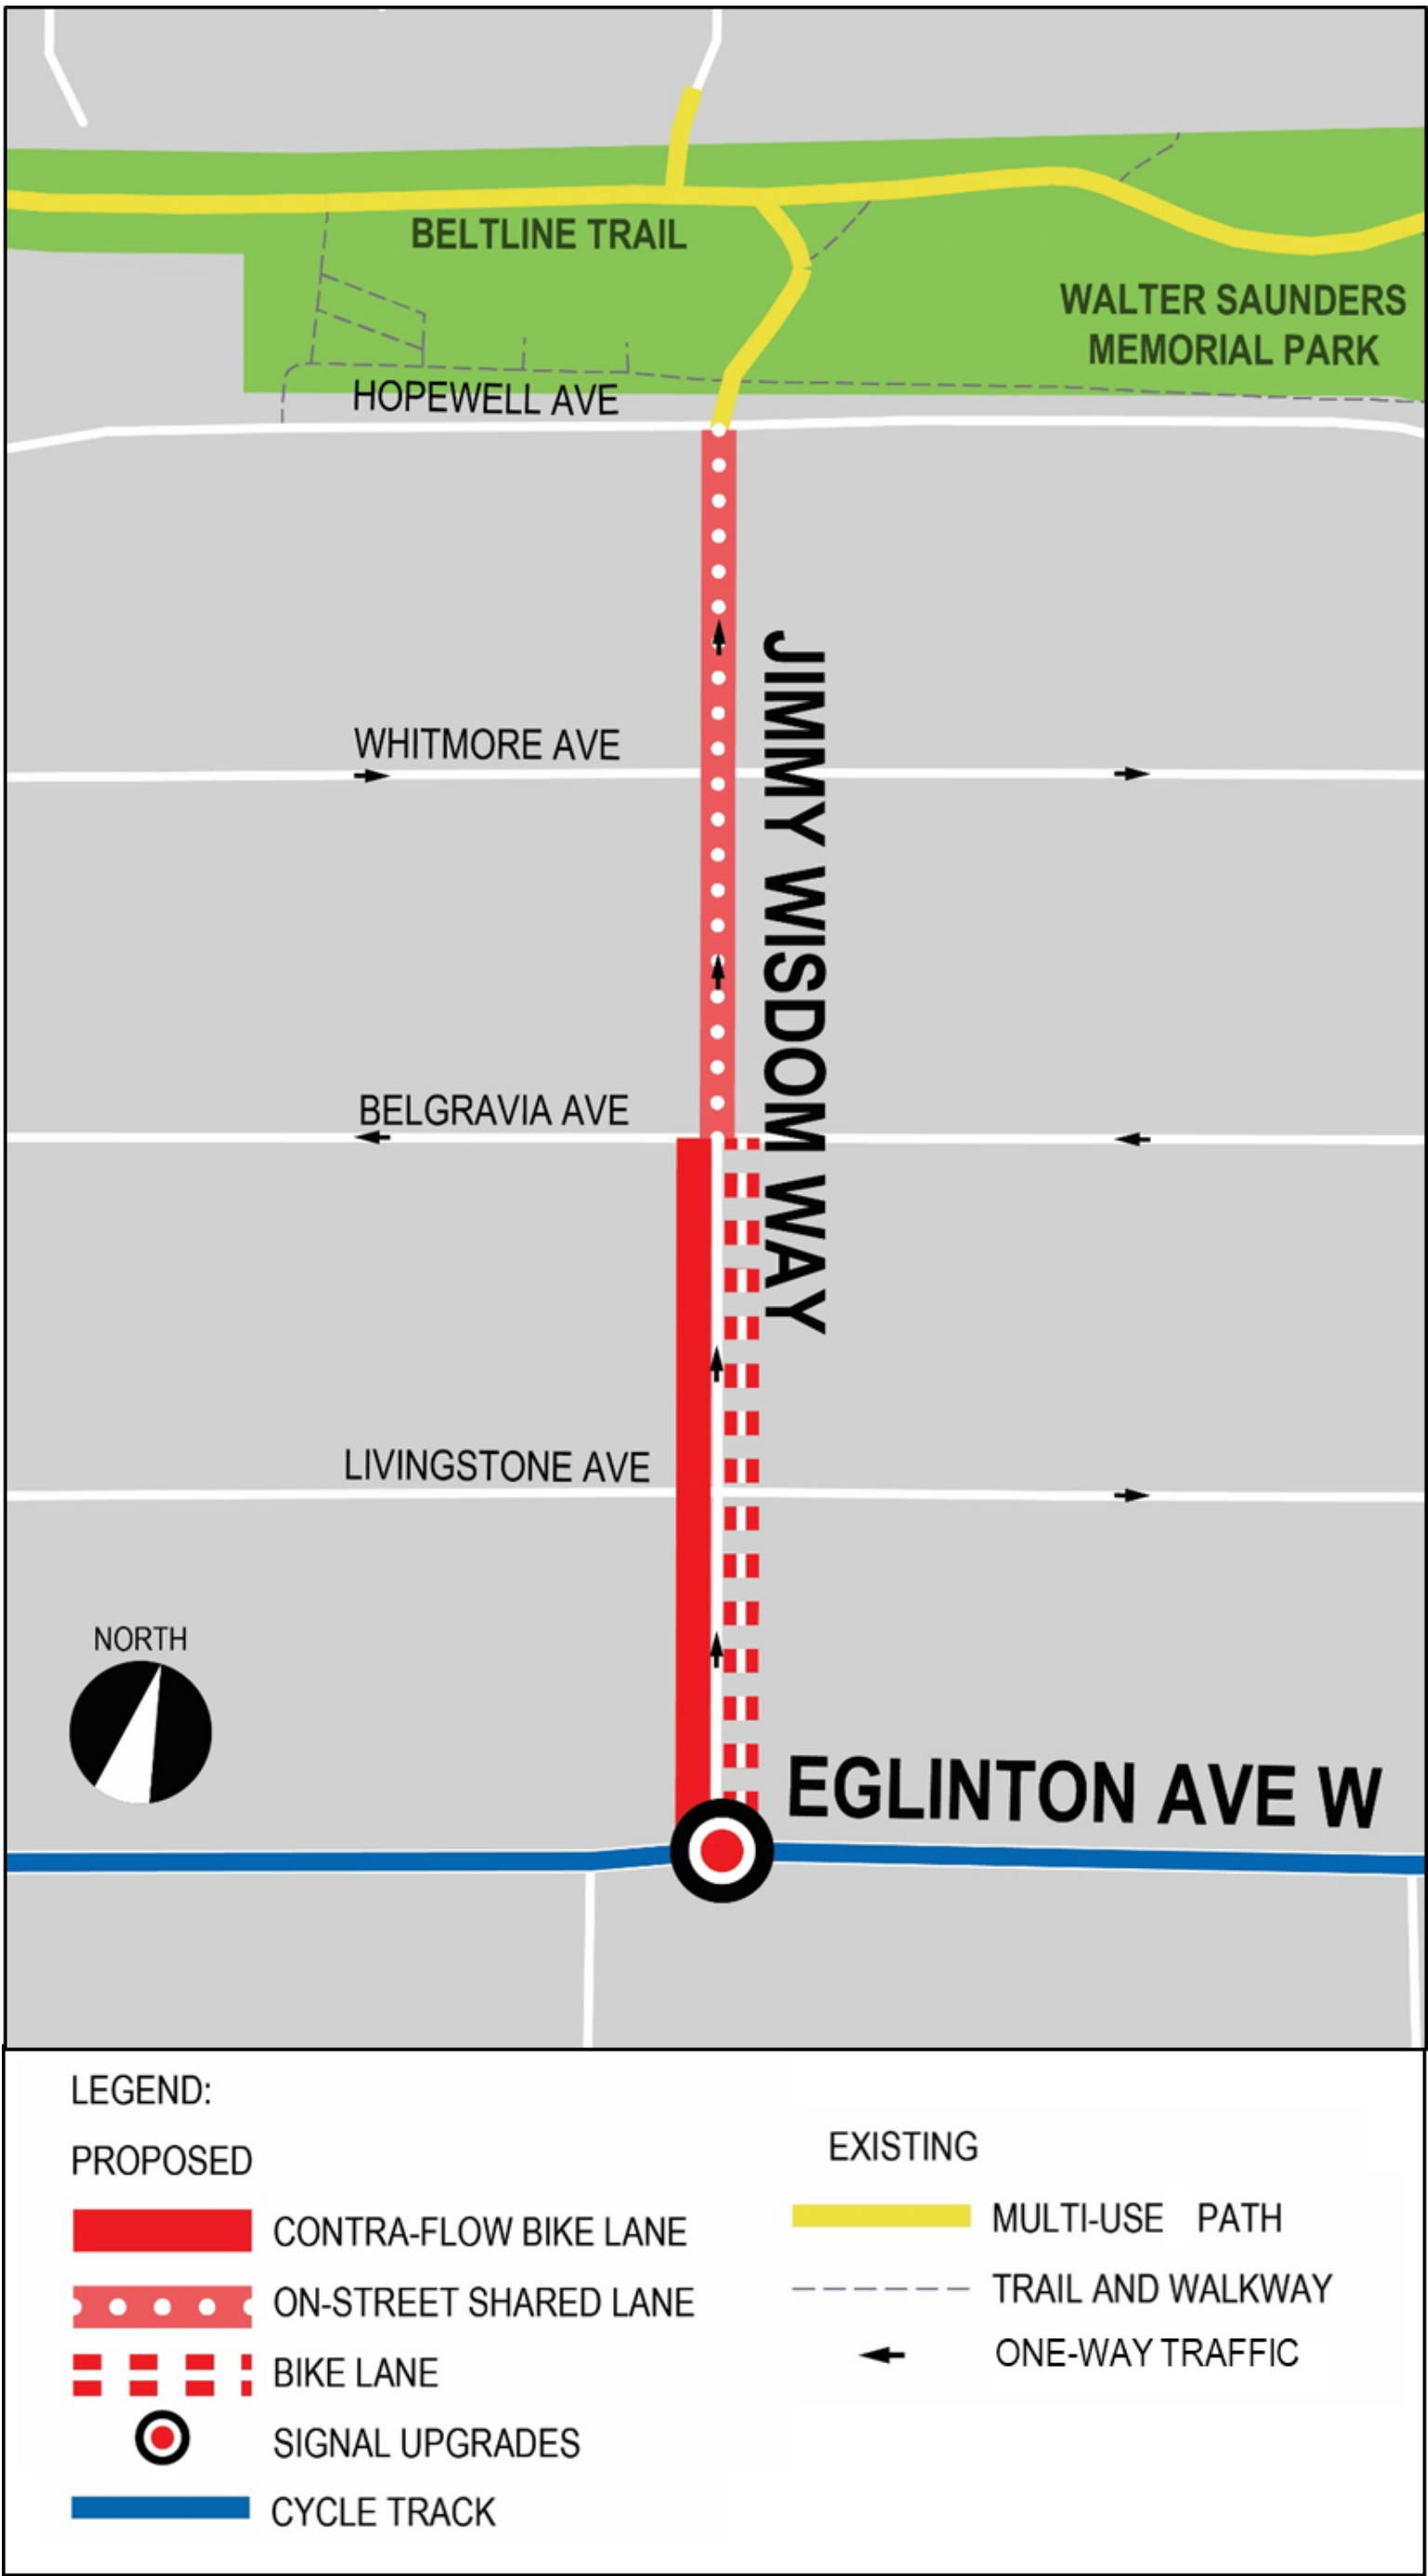 BELTLINE TRAIL
WALTER SAUNDERS
MEMORIAL PARK
HOPEWELL AVE
JIMMY WISDOM WAY
WHITMORE AVE
BELGRAVIA AVE
LIVINGSTONE AVE
NORTH
EGLINTON AVE W
LEGEND:
PROPOSED
CONTRA-FLOW BIKE LANE
ON-STREET SHARED LANE
BIKE LANE
SIGNAL UPGRADES
CYCLE TRACK
EXISTING
MULTI-USE PATH
TRAIL AND WALKWAY
ONE-WAY TRAFFIC